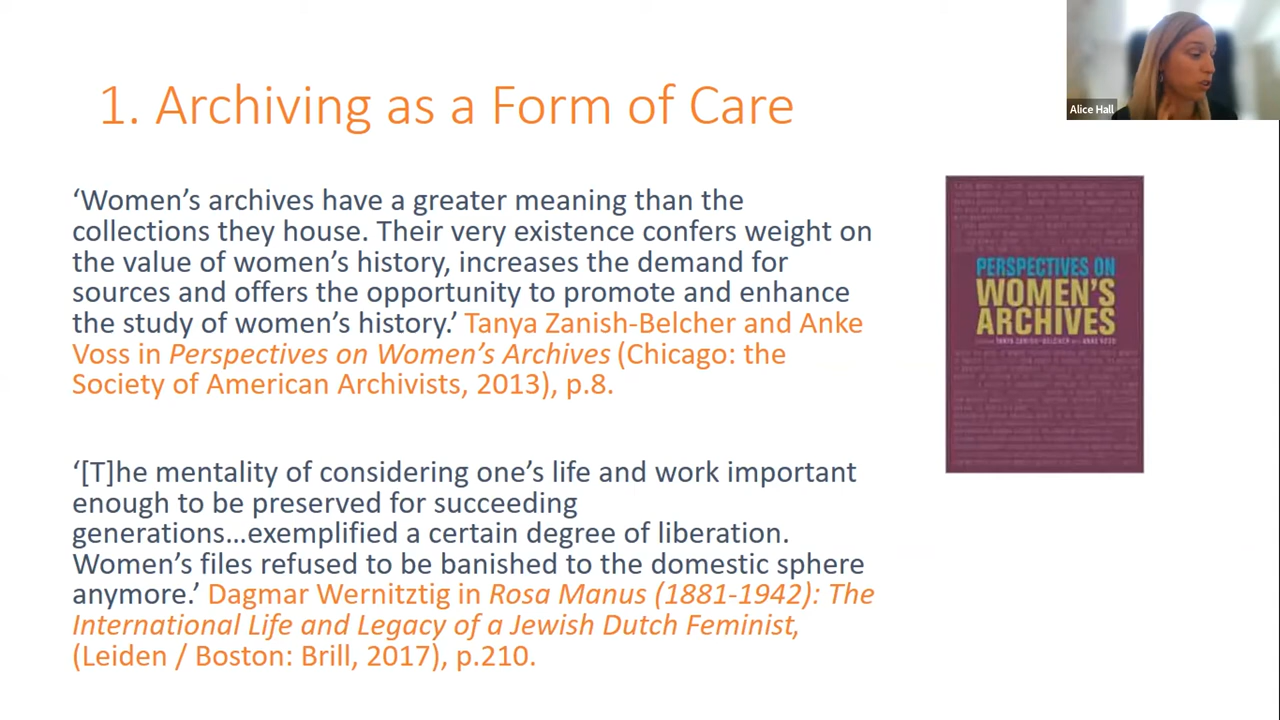 1. Archiving as a Form of Care
Alice Hall
‘Women’s archives have a greater meaning than the
collections they house. Their very existence confers weight on
the value of women’s history, increases the demand for
sources and offers the opportunity to promote and enhance
the study of women’s history.’ Tanya Zanish-Belcher and Anke
Voss in Perspectives on Women’s Archives (Chicago: the
Society of American Archivists, 2013), p.8.
‘[T]he mentality of considering one’s life and work important
enough to be preserved for succeeding
generations…exemplified a certain degree of liberation.
Women’s files refused to be banished to the domestic sphere
anymore.’ Dagmar Wernitztig in Rosa Manus (1881-1942): The
International Life and Legacy of a Jewish Dutch Feminist,
(Leiden / Boston: Brill, 2017), p.210.
PERSPECTIVES ON
WOMEN'S
ARCHIVES
TANYA ZANISH-BELCHER
ANKE VOSS